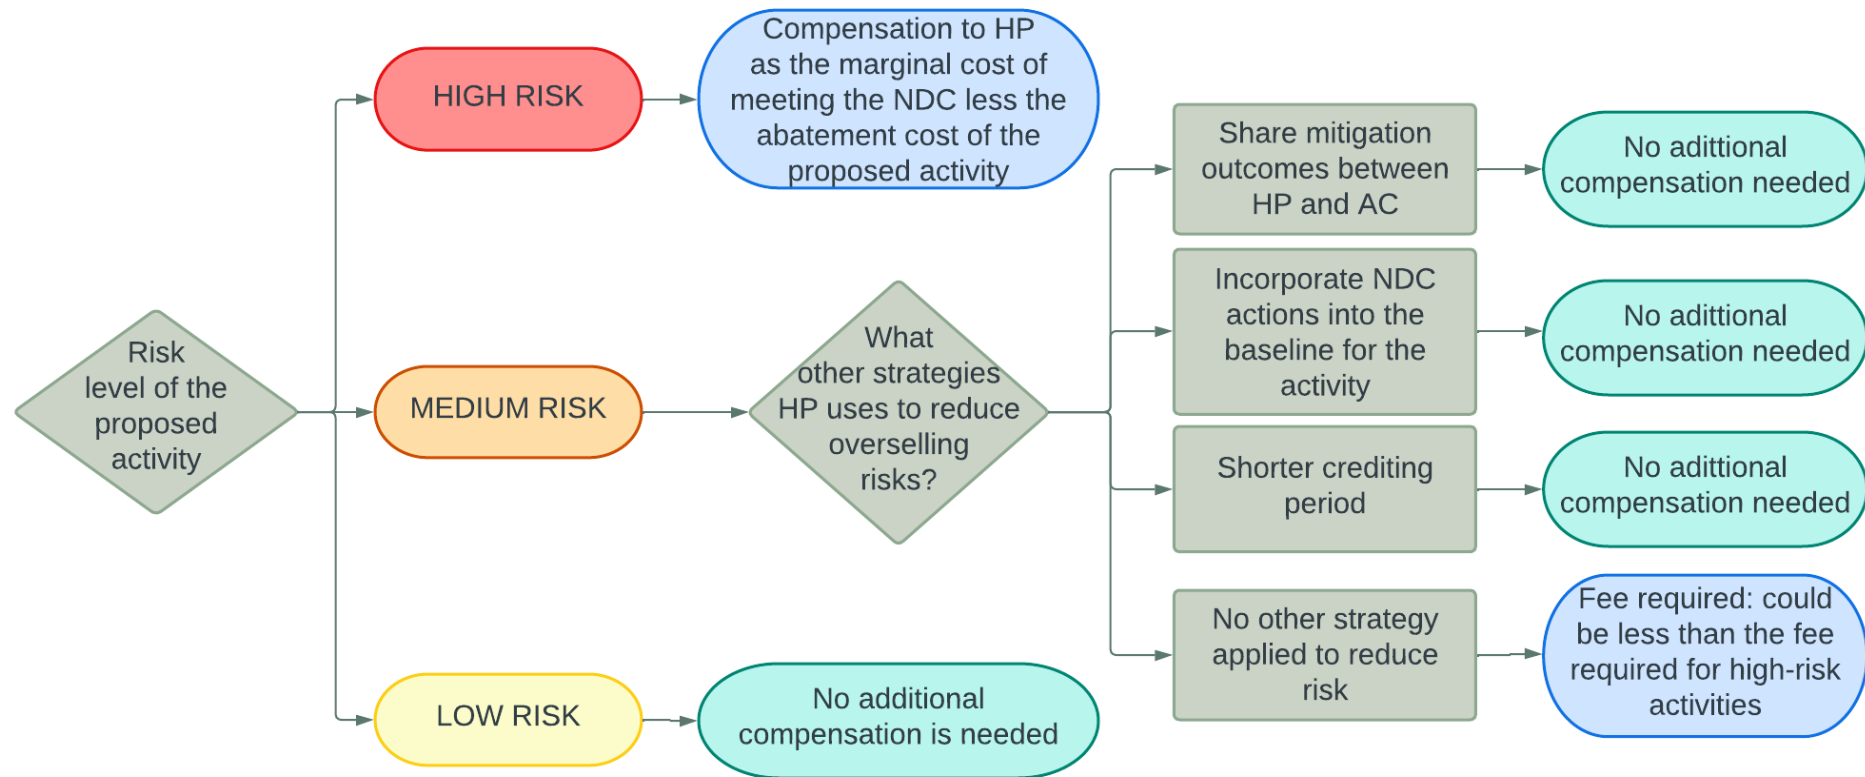 Risk
level of the
proposed
activity
HIGH RISK
Compensation to HP
as the marginal cost of
meeting the NDC less the
abatement cost of the
proposed activity
MEDIUM RISK
What
other strategies
HP uses to reduce
overselling
risks?
Share mitigation
outcomes between
HP and AC
No adittional
compensation needed
Incorporate NDC
actions into the
baseline for the
activity
No adittional
compensation needed
Shorter crediting
period
No adittional
compensation needed
No other strategy
applied to reduce
risk
Fee required: could
be less than the fee
required for high-risk
activities
LOW RISK
No additional
compensation is needed